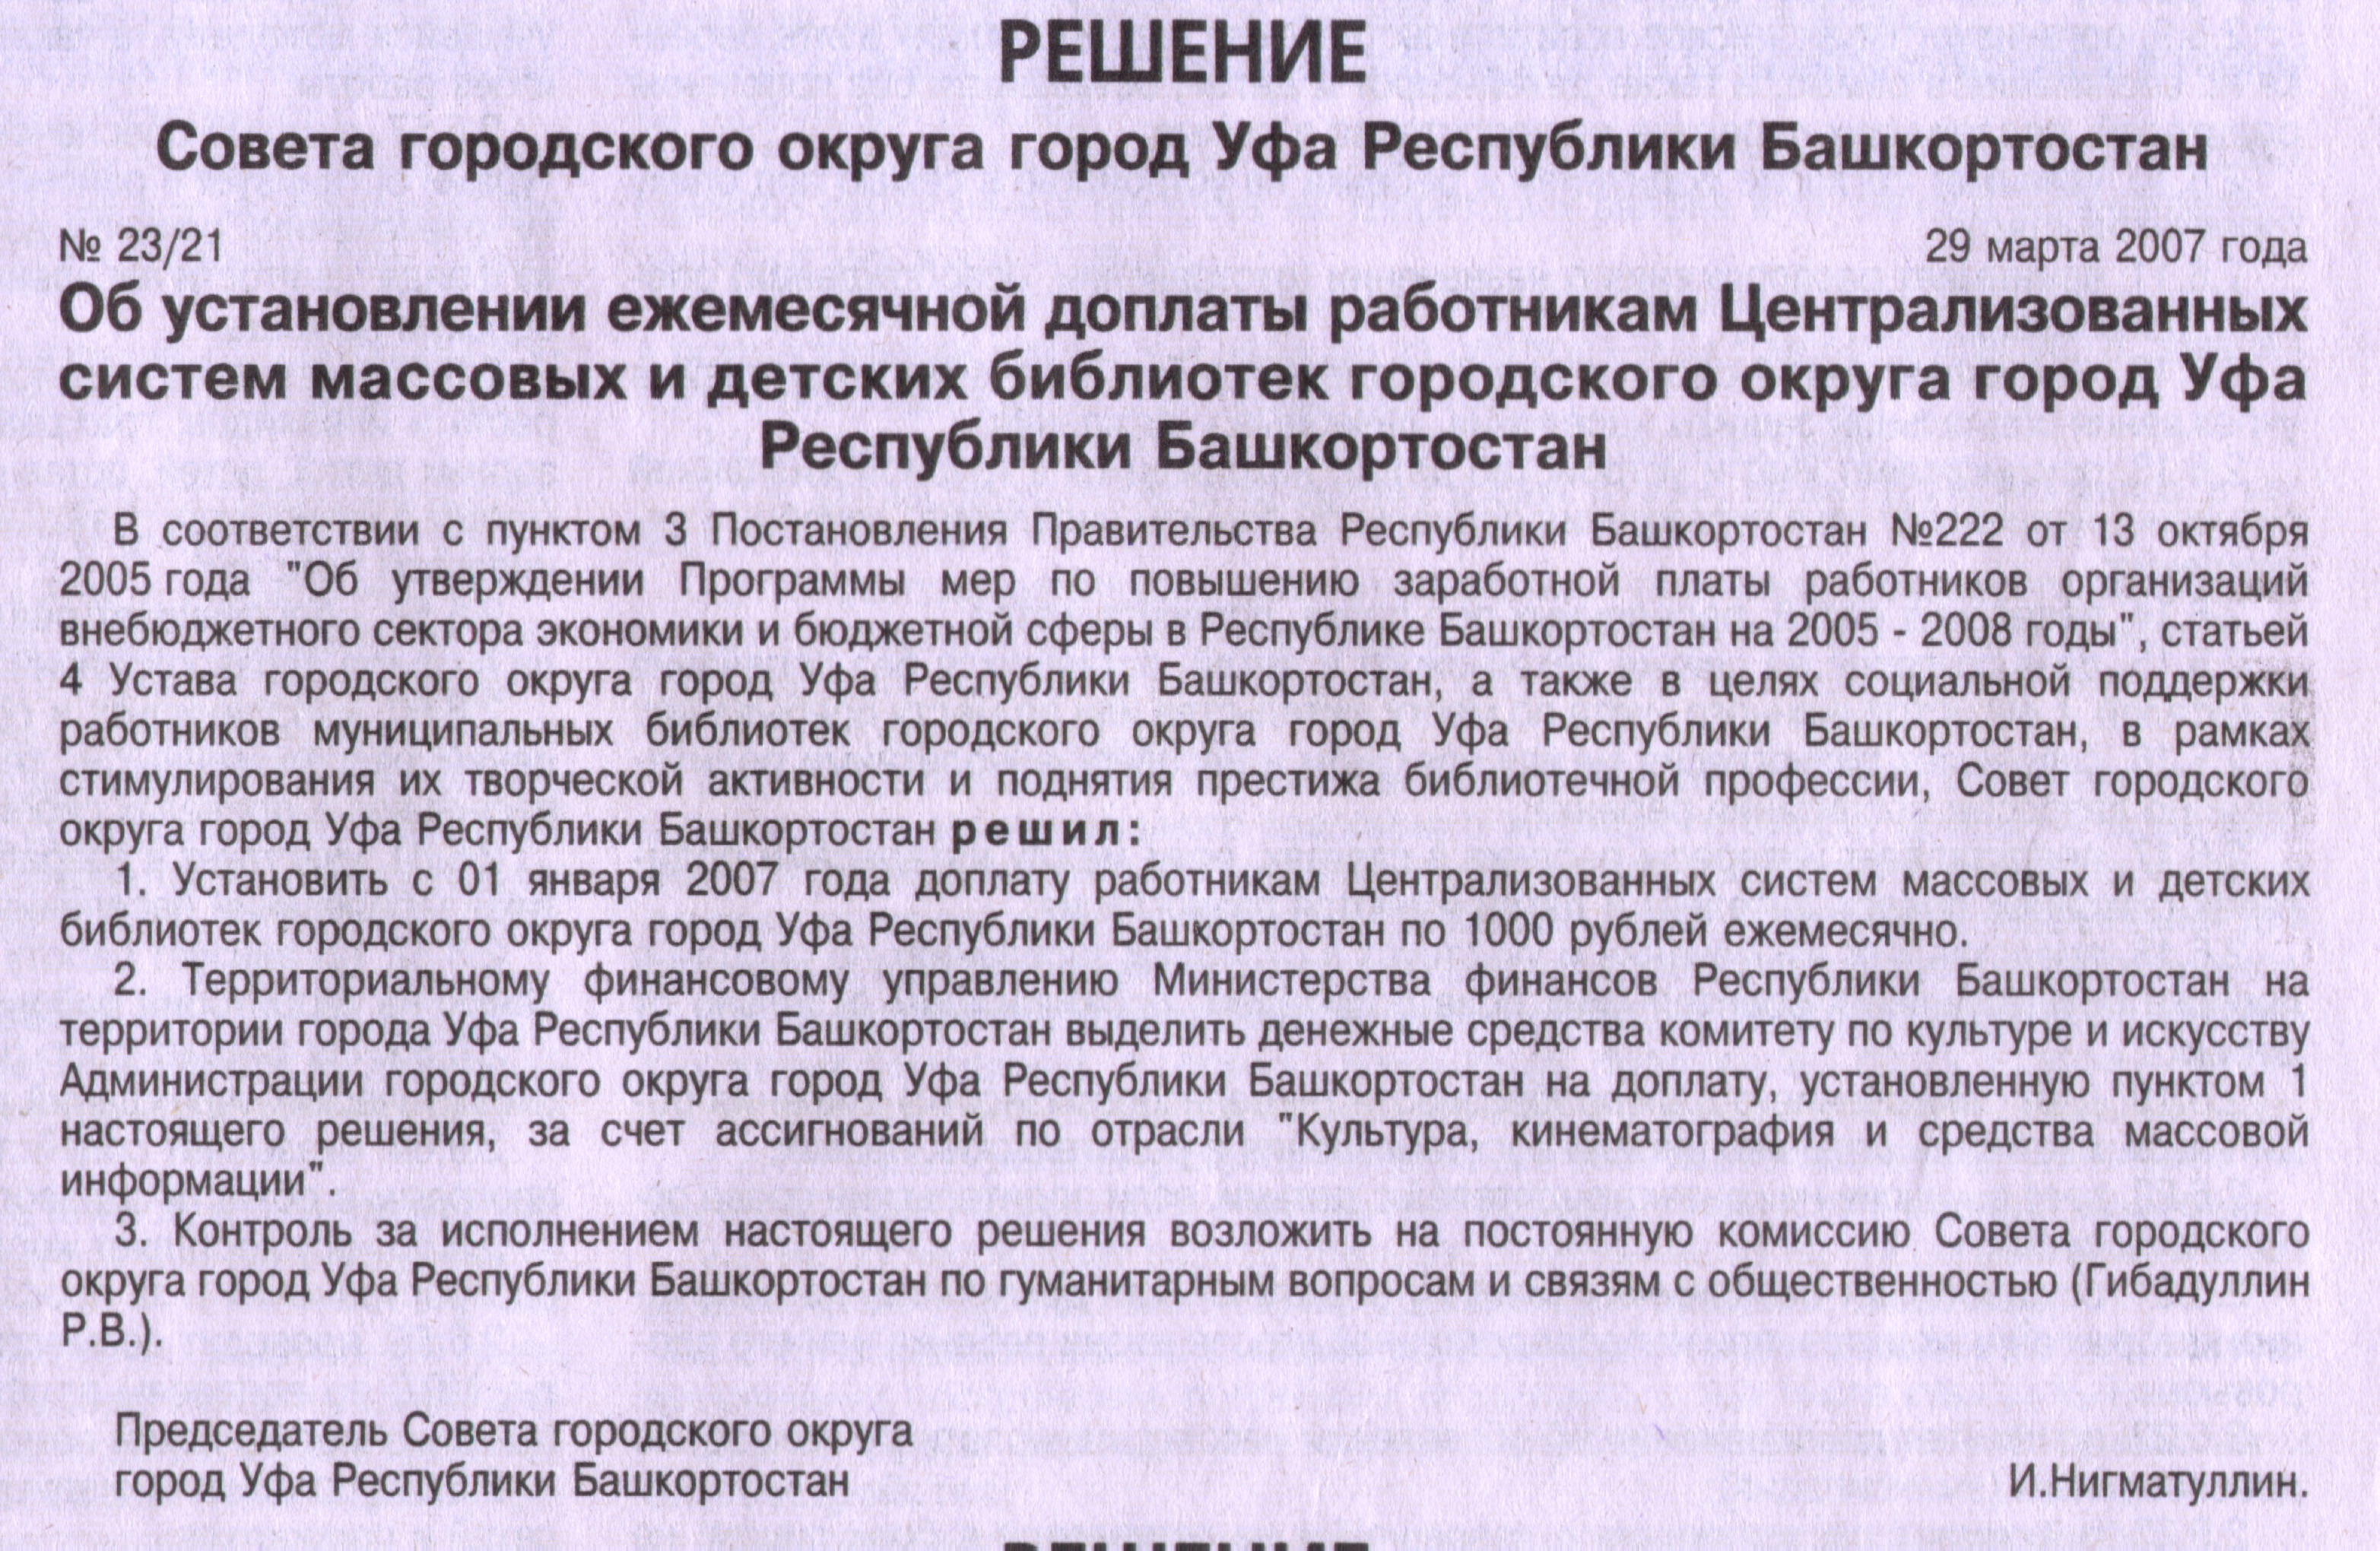 РЕШЕНИЕ
Совета городского округа город Уфа Республики Башкортостан
№ 23/21 29 марта 2007 года
Об установлении ежемесячной доплаты работникам Централизованных
систем массовых и детских библиотек городского округа город Уфа
Республики Башкортостан
В соответствии с пунктом 3 Постановления Правительства Республики Башкортостан №222 от 13 октября
2005 года "Об утверждении Программы мер по повышению заработной платы работников организаций
внебюджетного сектора экономики и бюджетной сферы в Республике Башкортостан на 2005 - 2008 годы", статьей
4 Устава городского округа город Уфа Республики Башкортостан, а также в целях социальной поддержки
работников муниципальных библиотек городского округа город Уфа Республики Башкортостан, в рамках
стимулирования их творческой активности и поднятия престижа библиотечной профессии, Совет городского
округа город Уфа Республики Башкортостан решил:
1. Установить с 01 января 2007 года доплату работникам Централизованных систем массовых и детских
библиотек городского округа город Уфа Республики Башкортостан по 1000 рублей ежемесячно.
2. Территориальному финансовому управлению Министерства финансов Республики Башкортостан на
территории города Уфа Республики Башкортостан выделить денежные средства комитету по культуре и искусству
Администрации городского округа город Уфа Республики Башкортостан на доплату, установленную пунктом 1
настоящего решения, за счет ассигнований по отрасли "Культура, кинематография и средства массовой
информации".
3. Контроль за исполнением настоящего решения возложить на постоянную комиссию Совета городского
округа город Уфа Республики Башкортостан по гуманитарным вопросам и связям с общественностью (Гибадуллин
Р.В.).
Председатель Совета городского округа
город Уфа Республики Башкортостан И.Нигматуллин.